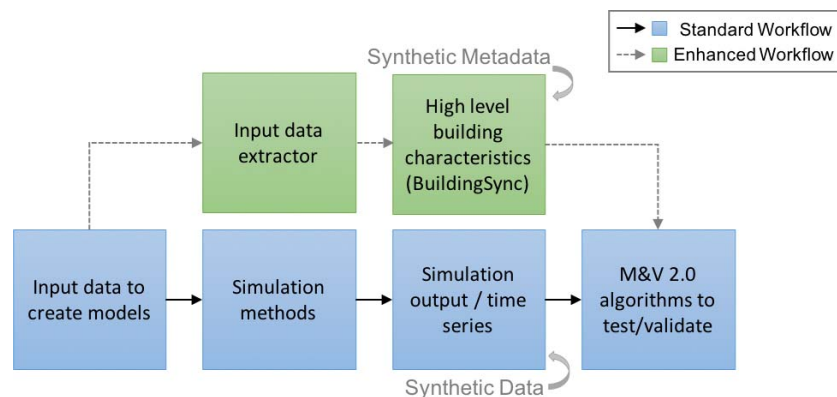 Standard Workflow
Enhanced Workflow
Synthetic Metadata
Input data
extractor
High level
building
characteristics
(BuildingSync)
Input data to
create models
Simulation
methods
Simulation
output / time
series
M&V 2.0
algorithms to
test/validate
Synthetic Data